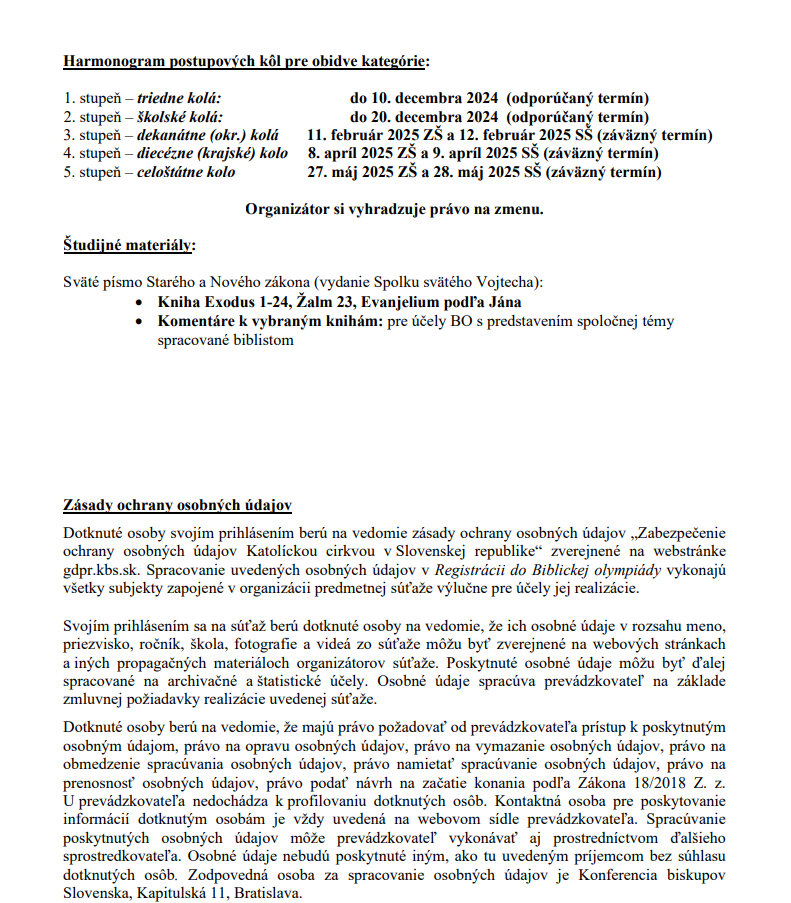 Harmonogram postupových kôl pre obidve kategórie:
1. stupeň – triedne kolá: do 10. decembra 2024 (odporúčaný termín)
2. stupeň – školské kolá: do 20. decembra 2024 (odporúčaný termín)
3. stupeň – dekanátne (okr.) kolá 11. február 2025 ZŠ a 12. február 2025 SŠ (záväzný termín)
4. stupeň – diecézne (krajské) kolo 8. apríl 2025 ZŠ a 9. apríl 2025 SŠ (záväzný termín)
5. stupeň – celoštátne kolo 27. máj 2025 ZŠ a 28. máj 2025 SŠ (záväzný termín)
Organizátor si vyhradzuje právo na zmenu.
Študijné materiály:
Sväté písmo Starého a Nového zákona (vydanie Spolku svätého Vojtecha):
• Kniha Exodus 1-24, Žalm 23, Evanjelium podľa Jána
• Komentáre k vybraným knihám: pre účely BO s predstavením spoločnej témy
spracované biblistom
Zásady ochrany osobných údajov
Dotknuté osoby svojím prihlásením berú na vedomie zásady ochrany osobných údajov „Zabezpečenie
ochrany osobných údajov Katolíckou cirkvou v Slovenskej republike“ zverejnené na webstránke
gdpr.kbs.sk. Spracovanie uvedených osobných údajov v Registrácii do Biblickej olympiády vykonajú
všetky subjekty zapojené v organizácii predmetnej súťaže výlučne pre účely jej realizácie.
Svojím prihlásením sa na súťaž berú dotknuté osoby na vedomie, že ich osobné údaje v rozsahu meno,
priezvisko, ročník, škola, fotografie a videá zo súťaže môžu byť zverejnené na webových stránkach
a iných propagačných materiáloch organizátorov súťaže. Poskytnuté osobné údaje môžu byť ďalej
spracované na archivačné a štatistické účely. Osobné údaje spracúva prevádzkovateľ na základe
zmluvnej požiadavky realizácie uvedenej súťaže.
Dotknuté osoby berú na vedomie, že majú právo požadovať od prevádzkovateľa prístup k poskytnutým
osobným údajom, právo na opravu osobných údajov, právo na vymazanie osobných údajov, právo na
obmedzenie spracúvania osobných údajov, právo namietať spracúvanie osobných údajov, právo na
prenosnosť osobných údajov, právo podať návrh na začatie konania podľa Zákona 18/2018 Z. z.
U prevádzkovateľa nedochádza k profilovaniu dotknutých osôb. Kontaktná osoba pre poskytovanie
informácií dotknutým osobám je vždy uvedená na webovom sídle prevádzkovateľa. Spracúvanie
poskytnutých osobných údajov môže prevádzkovateľ vykonávať aj prostredníctvom ďalšieho
sprostredkovateľa. Osobné údaje nebudú poskytnuté iným, ako tu uvedeným príjemcom bez súhlasu
dotknutých osôb. Zodpovedná osoba za spracovanie osobných údajov je Konferencia biskupov
Slovenska, Kapitulská 11, Bratislava.